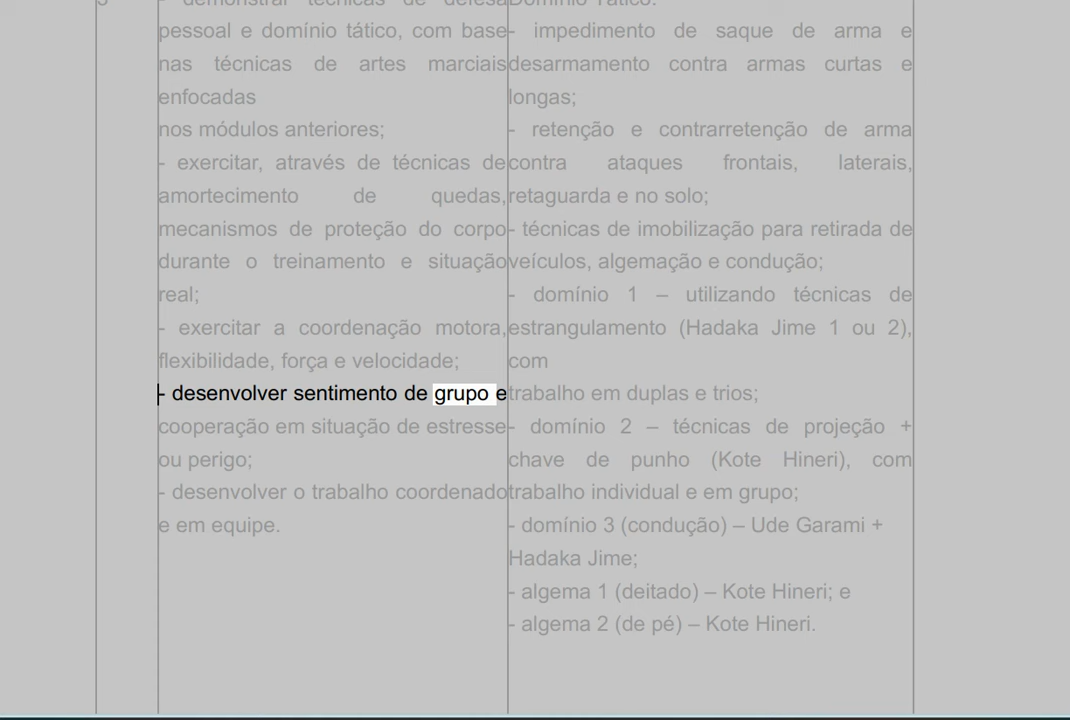 - demonstrar técnicas de defesa
pessoal e domínio tático, com base
nas técnicas de artes marciais
enfocadas
nos módulos anteriores;
- exercitar, através de técnicas de
amortecimento de quedas,
mecanismos de proteção do corpo
durante o treinamento e situação
real;
- exercitar a coordenação motora,
flexibilidade, força e velocidade;
- desenvolver sentimento de grupo e
cooperação em situação de estresse
ou perigo;
- desenvolver o trabalho coordenado
e em equipe.
Domínio Tático:
- impedimento de saque de arma e
desarmamento contra armas curtas e
longas;
- retenção e contrarretenção de arma
contra ataques frontais, laterais,
retaguarda e no solo;
- técnicas de imobilização para retirada de
veículos, algemação e condução;
- domínio 1 – utilizando técnicas de
estrangulamento (Hadaka Jime 1 ou 2),
com
trabalho em duplas e trios;
- domínio 2 – técnicas de projeção +
chave de punho (Kote Hineri), com
trabalho individual e em grupo;
- domínio 3 (condução) – Ude Garami +
Hadaka Jime;
- algema 1 (deitado) – Kote Hineri; e
- algema 2 (de pé) – Kote Hineri.